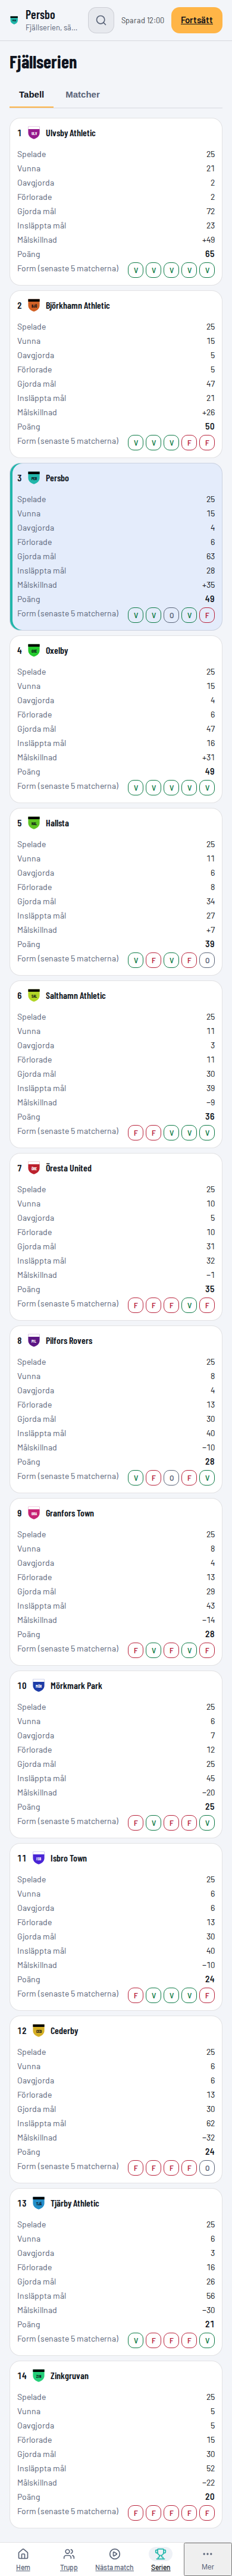 Persbo
Fjällserien, så...
Sparad 12:00
Fortsätt
Fjällserien
Tabell
Matcher
1 Ulvsby Athletic
Spelade 25
Vunna 21
Oavgjorda 2
Förlorade 2
Gjorda mål 72
Insläppta mål 23
Målskillnad +49
Poäng 65
Form (senaste 5 matcherna) V V V V V
2 Björkhamn Athletic
Spelade 25
Vunna 15
Oavgjorda 5
Förlorade 5
Gjorda mål 47
Insläppta mål 21
Målskillnad +26
Poäng 50
Form (senaste 5 matcherna) V V V F F
3 Persbo
Spelade 25
Vunna 15
Oavgjorda 4
Förlorade 6
Gjorda mål 63
Insläppta mål 28
Målskillnad +35
Poäng 49
Form (senaste 5 matcherna) V V O V F
4 Oxelby
Spelade 25
Vunna 15
Oavgjorda 4
Förlorade 6
Gjorda mål 47
Insläppta mål 16
Målskillnad +31
Poäng 49
Form (senaste 5 matcherna) V V V V V
5 Hallsta
Spelade 25
Vunna 11
Oavgjorda 6
Förlorade 8
Gjorda mål 34
Insläppta mål 27
Målskillnad +7
Poäng 39
Form (senaste 5 matcherna) V F V F O
6 Salthamn Athletic
Spelade 25
Vunna 11
Oavgjorda 3
Förlorade 11
Gjorda mål 30
Insläppta mål 39
Målskillnad −9
Poäng 36
Form (senaste 5 matcherna) F F V V V
7 Öresta United
Spelade 25
Vunna 10
Oavgjorda 5
Förlorade 10
Gjorda mål 31
Insläppta mål 32
Målskillnad −1
Poäng 35
Form (senaste 5 matcherna) F F F V F
8 Pilfors Rovers
Spelade 25
Vunna 8
Oavgjorda 4
Förlorade 13
Gjorda mål 30
Insläppta mål 40
Målskillnad −10
Poäng 28
Form (senaste 5 matcherna) V F O F V
9 Granfors Town
Spelade 25
Vunna 8
Oavgjorda 4
Förlorade 13
Gjorda mål 29
Insläppta mål 43
Målskillnad −14
Poäng 28
Form (senaste 5 matcherna) F V F V F
10 Mörkmark Park
Spelade 25
Vunna 6
Oavgjorda 7
Förlorade 12
Gjorda mål 25
Insläppta mål 45
Målskillnad −20
Poäng 25
Form (senaste 5 matcherna) F V F F V
11 Isbro Town
Spelade 25
Vunna 6
Oavgjorda 6
Förlorade 13
Gjorda mål 30
Insläppta mål 40
Målskillnad −10
Poäng 24
Form (senaste 5 matcherna) F V V V F
12 Cederby
Spelade 25
Vunna 6
Oavgjorda 6
Förlorade 13
Gjorda mål 30
Insläppta mål 62
Målskillnad −32
Poäng 24
Form (senaste 5 matcherna) F F F F O
13 Tjärby Athletic
Spelade 25
Vunna 6
Oavgjorda 3
Förlorade 16
Gjorda mål 26
Insläppta mål 56
Målskillnad −30
Poäng 21
Form (senaste 5 matcherna) V F F F V
14 Zinkgruvan
Spelade 25
Vunna 5
Oavgjorda 5
Förlorade 15
Gjorda mål 30
Insläppta mål 52
Målskillnad −22
Poäng 20
Form (senaste 5 matcherna) F F F F F
Hem
Trupp
Nästa match
Serien
Mer